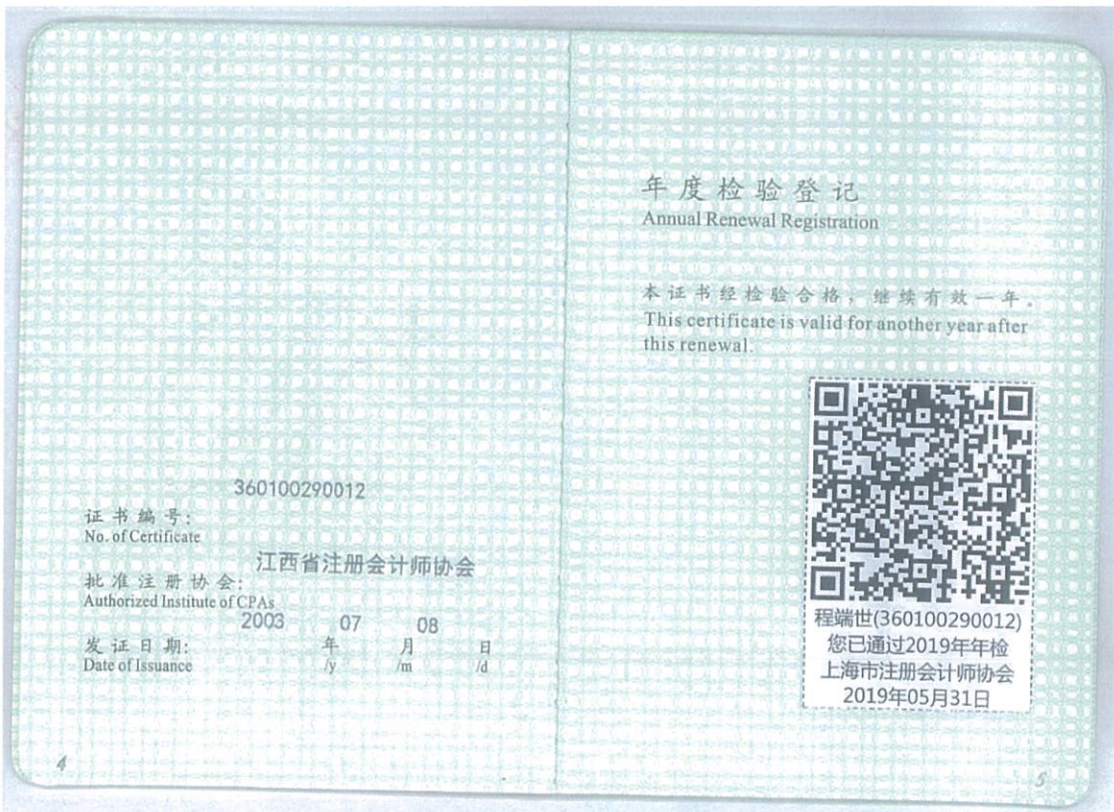 360100290012
证书编号:
No. of Certificate
江西省注册会计师协会
批准注册协会:
Authorized Institute of CPAs
2003 07 08
发证日期: 年 月 日
Date of Issuance /y /m /d
4
年度检验登记
Annual Renewal Registration
本证书经检验合格，继续有效一年。
This certificate is valid for another year after
this renewal.
程端世(360100290012)
您已通过2019年年检
上海市注册会计师协会
2019年05月31日
5